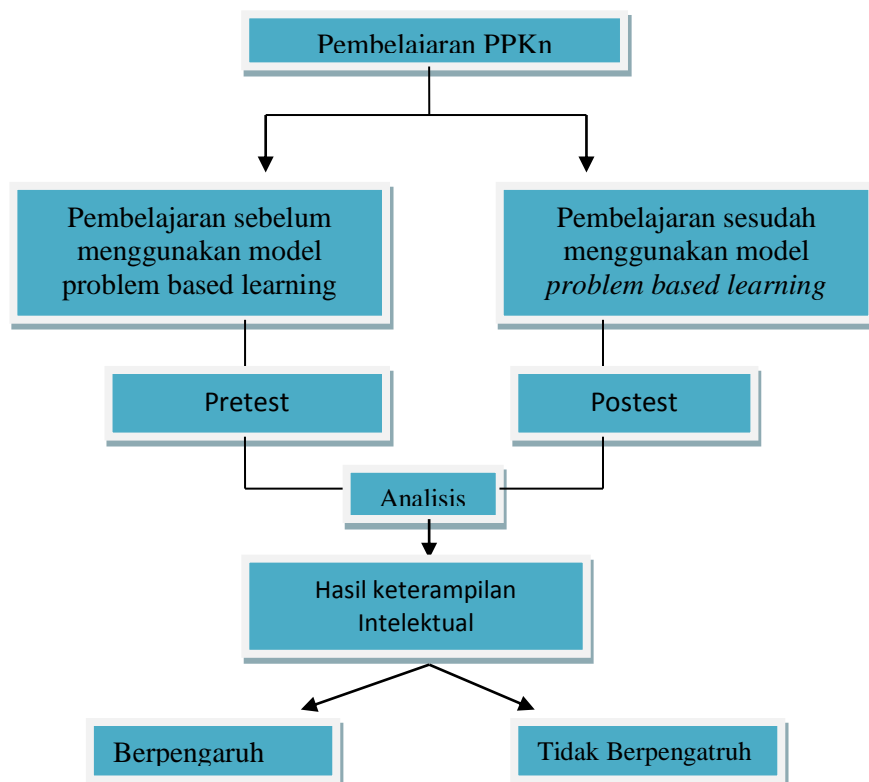 Pembelajaran PPKn
Pembelajaran sebelum
menggunakan model
problem based learning
Pembelajaran sesudah
menggunakan model
problem based learning
Pretest
Postest
Analisis
Hasil keterampilan
Intelektual
Berpengaruh
Tidak Berpengatruh